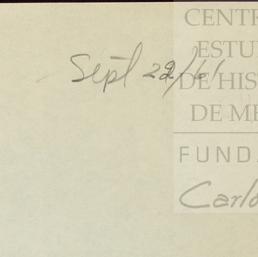 CENTR
ESTU
Sept 22/61
DE HIS
DE ME
FUND
Carlo